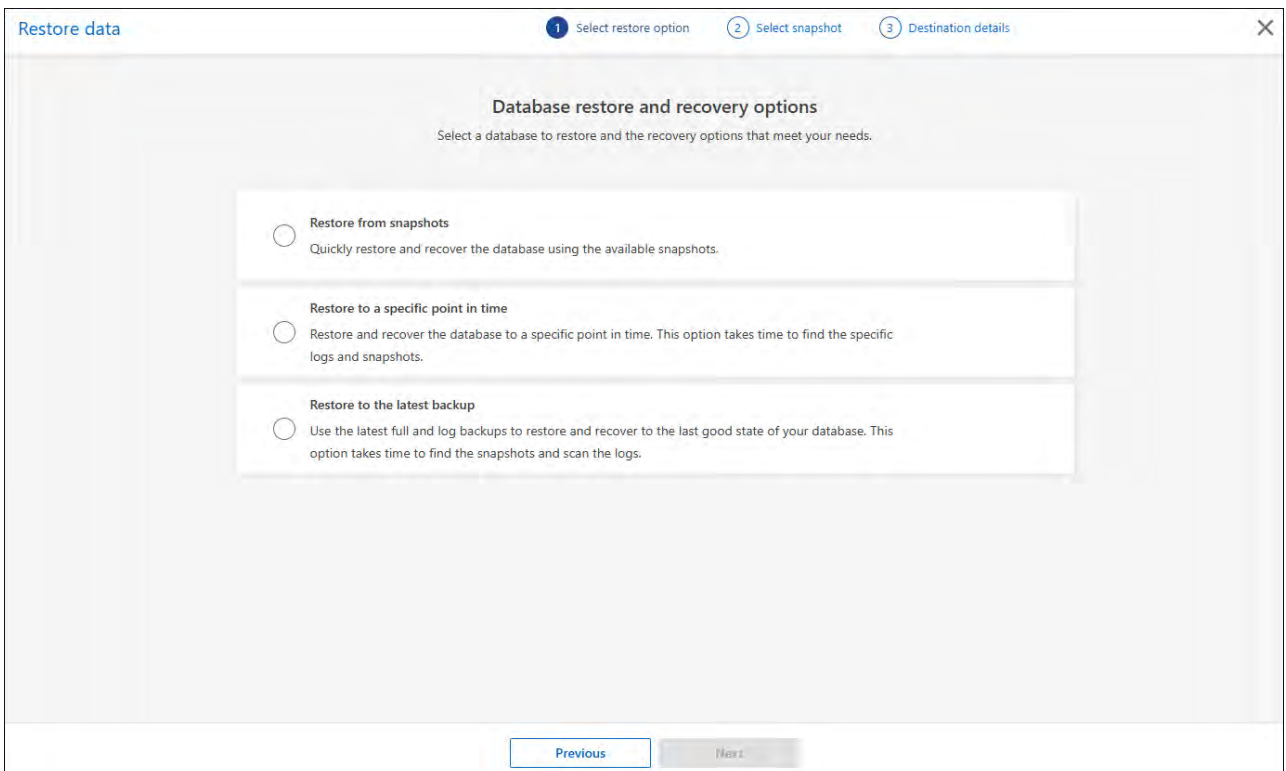 Restore data
1 Select restore option 2 Select snapshot 3 Destination details
Database restore and recovery options
Select a database to restore and the recovery options that meet your needs.
Restore from snapshots
Quickly restore and recover the database using the available snapshots.
Restore to a specific point in time
Restore and recover the database to a specific point in time. This option takes time to find the specific
logs and snapshots.
Restore to the latest backup
Use the latest full and log backups to restore and recover to the last good state of your database. This
option takes time to find the snapshots and scan the logs.
Previous Next